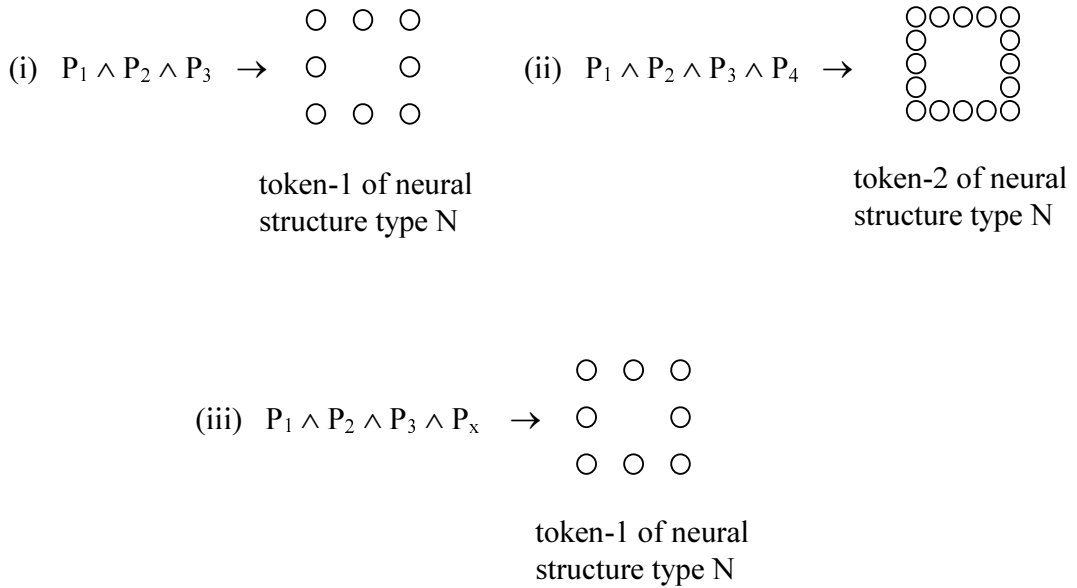 (i) P₁ ∧ P₂ ∧ P₃ →
token-1 of neural
structure type N
(ii) P₁ ∧ P₂ ∧ P₃ ∧ P₄ →
token-2 of neural
structure type N
(iii) P₁ ∧ P₂ ∧ P₃ ∧ Pₓ →
token-1 of neural
structure type N